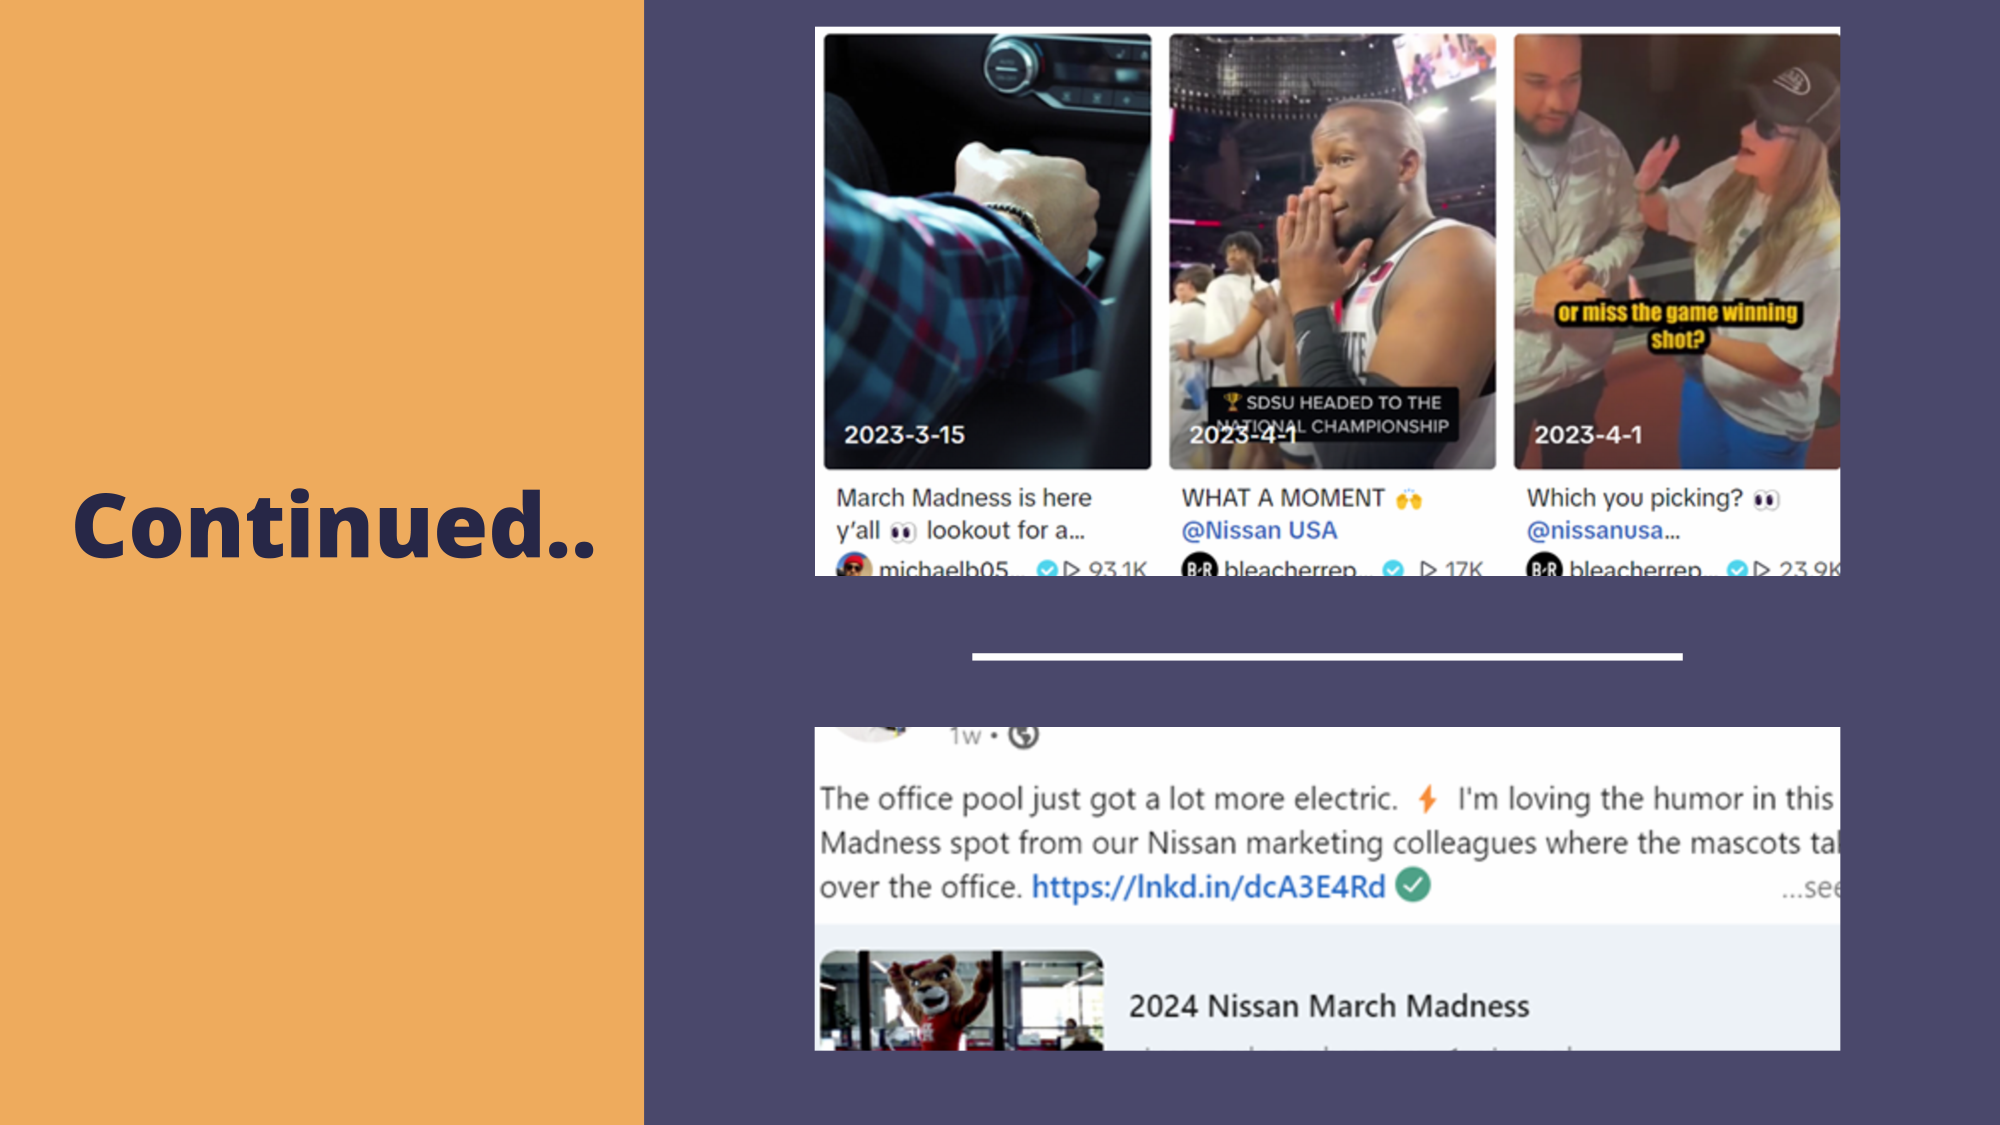 Continued..
🏆 SDSU HEADED TO THE
NATIONAL CHAMPIONSHIP
or miss the game winning
shot?
2023-3-15
2023-4-1
2023-4-1
March Madness is here
y'all 👀 lookout for a...
michaelb05...
93.1K
WHAT A MOMENT 🙌
@Nissan USA
B/R bleacherrep...
17K
Which you picking? 👀
@nissanusa...
B/R bleacherrep...
23.9K
1w •
The office pool just got a lot more electric. ⚡ I'm loving the humor in this
Madness spot from our Nissan marketing colleagues where the mascots ta
over the office. https://lnkd.in/dcA3E4Rd
...see
2024 Nissan March Madness